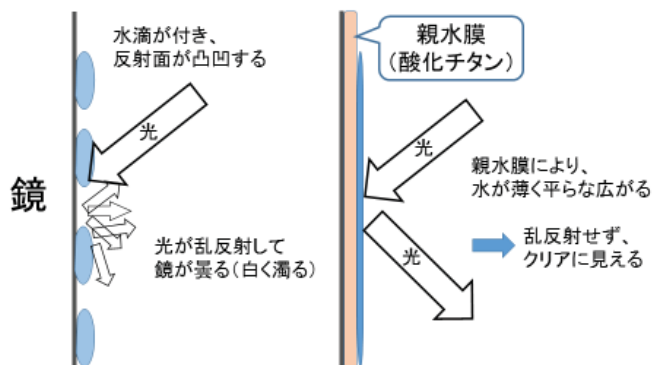 水滴が付き、
反射面が凸凹する
光
鏡
光が乱反射して
鏡が曇る(白く濁る)
親水膜
(酸化チタン)
光
親水膜により、
水が薄く平らな広がる
乱反射せず、
クリアに見える
光